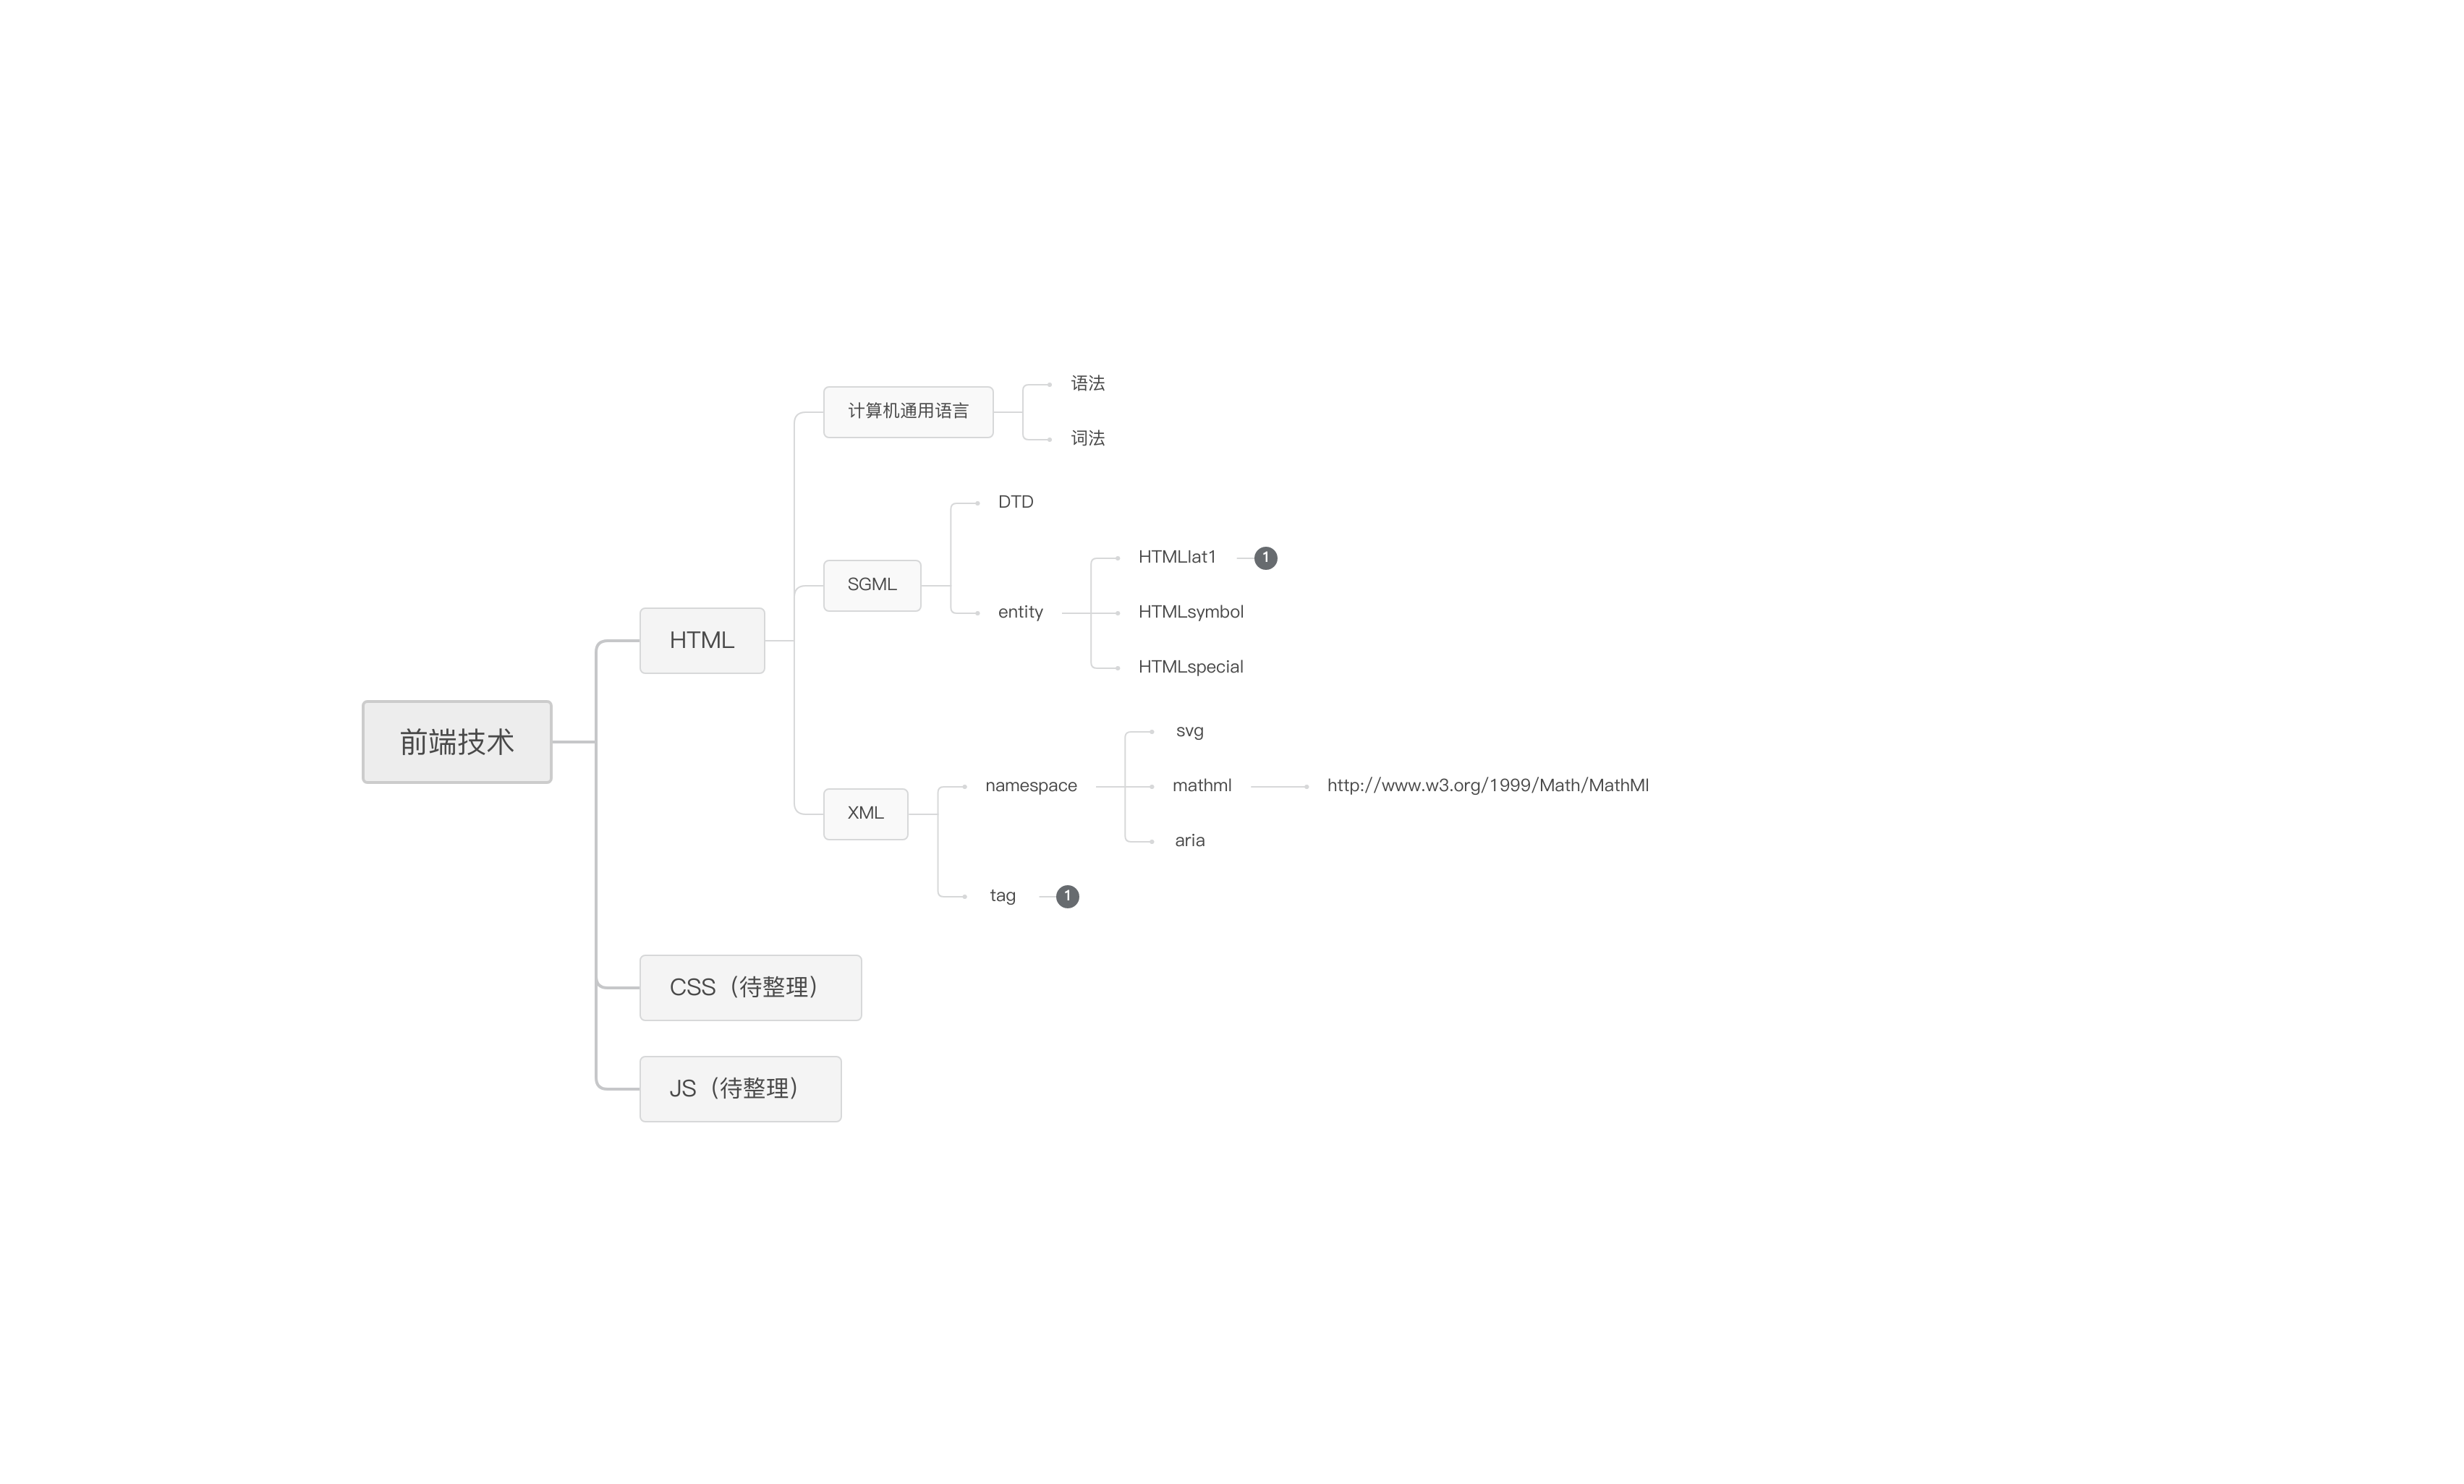 前端技术
HTML
计算机通用语言
语法
词法
SGML
DTD
entity
HTMLlat1
1
HTMLsymbol
HTMLspecial
XML
namespace
svg
mathml
http://www.w3.org/1999/Math/MathMl
aria
tag
1
CSS（待整理）
JS（待整理）